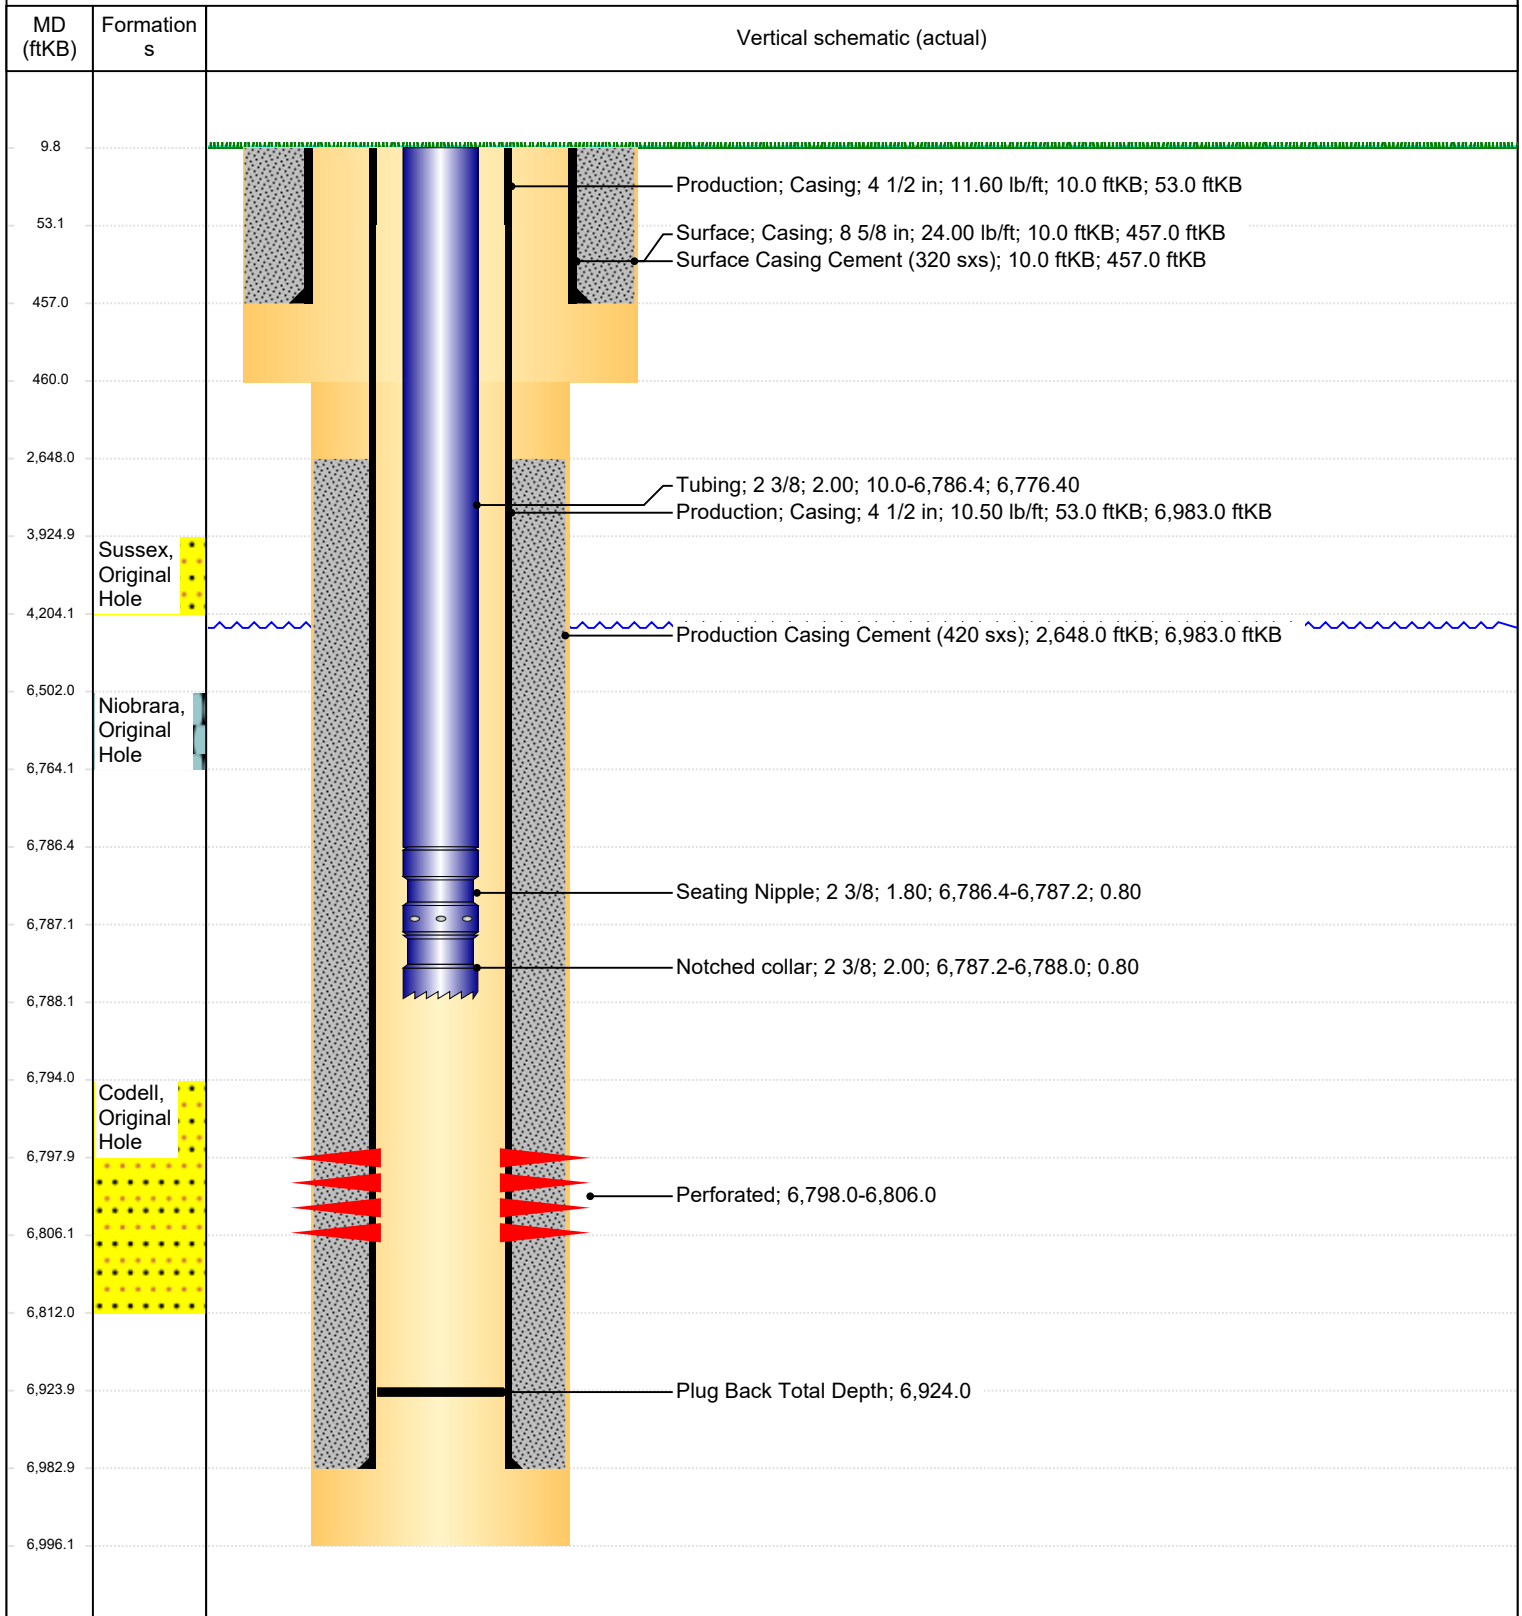 MD
(ftKB)
Formation
s
Vertical schematic (actual)
9.8
Production; Casing; 4 1/2 in; 11.60 lb/ft; 10.0 ftKB; 53.0 ftKB
53.1
Surface; Casing; 8 5/8 in; 24.00 lb/ft; 10.0 ftKB; 457.0 ftKB
Surface Casing Cement (320 sxs); 10.0 ftKB; 457.0 ftKB
457.0
460.0
2,648.0
Tubing; 2 3/8; 2.00; 10.0-6,786.4; 6,776.40
Production; Casing; 4 1/2 in; 10.50 lb/ft; 53.0 ftKB; 6,983.0 ftKB
3,924.9
Sussex,
Original
Hole
4,204.1
Production Casing Cement (420 sxs); 2,648.0 ftKB; 6,983.0 ftKB
6,502.0
Niobrara,
Original
Hole
6,764.1
6,786.4
Seating Nipple; 2 3/8; 1.80; 6,786.4-6,787.2; 0.80
6,787.1
Notched collar; 2 3/8; 2.00; 6,787.2-6,788.0; 0.80
6,788.1
6,794.0
Codell,
Original
Hole
6,797.9
Perforated; 6,798.0-6,806.0
6,806.1
6,812.0
6,923.9
Plug Back Total Depth; 6,924.0
6,982.9
6,996.1